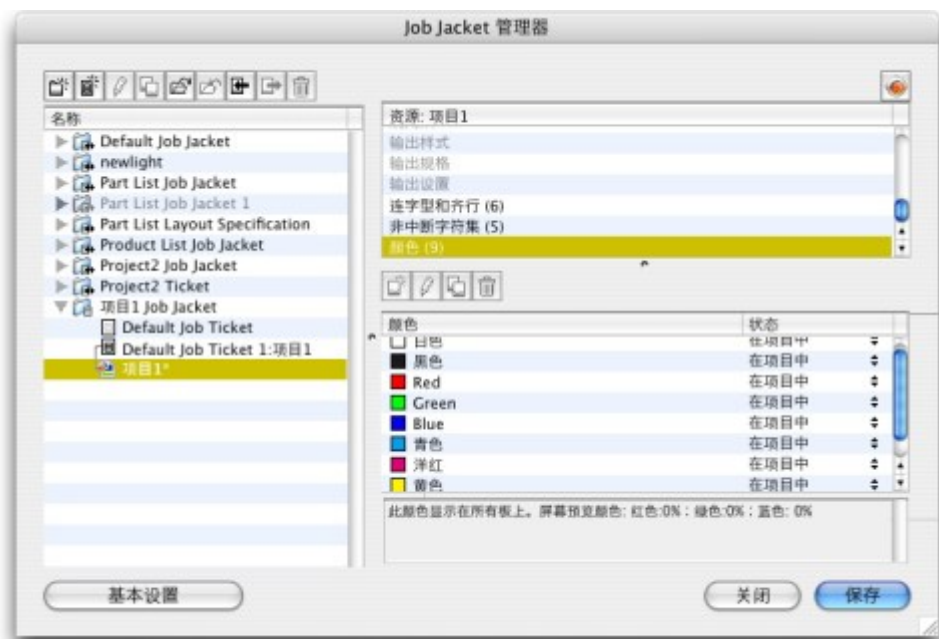 Job Jacket 管理器
名称
Default Job Jacket
newlight
Part List Job Jacket
Part List Job Jacket 1
Part List Layout Specification
Product List Job Jacket
Project2 Job Jacket
Project2 Ticket
项目1 Job Jacket
Default Job Ticket
Default Job Ticket 1:项目1
项目1*
资源: 项目1
输出样式
输出规格
输出设置
连字型和齐行 (6)
非中断字符集 (5)
颜色 (9)
颜色 状态
白色 在项目中
黑色 在项目中
Red 在项目中
Green 在项目中
Blue 在项目中
青色 在项目中
洋红 在项目中
黄色 在项目中
此颜色显示在所有板上。屏幕预览颜色: 红色:0%；绿色:0%；蓝色: 0%
基本设置 关闭 保存